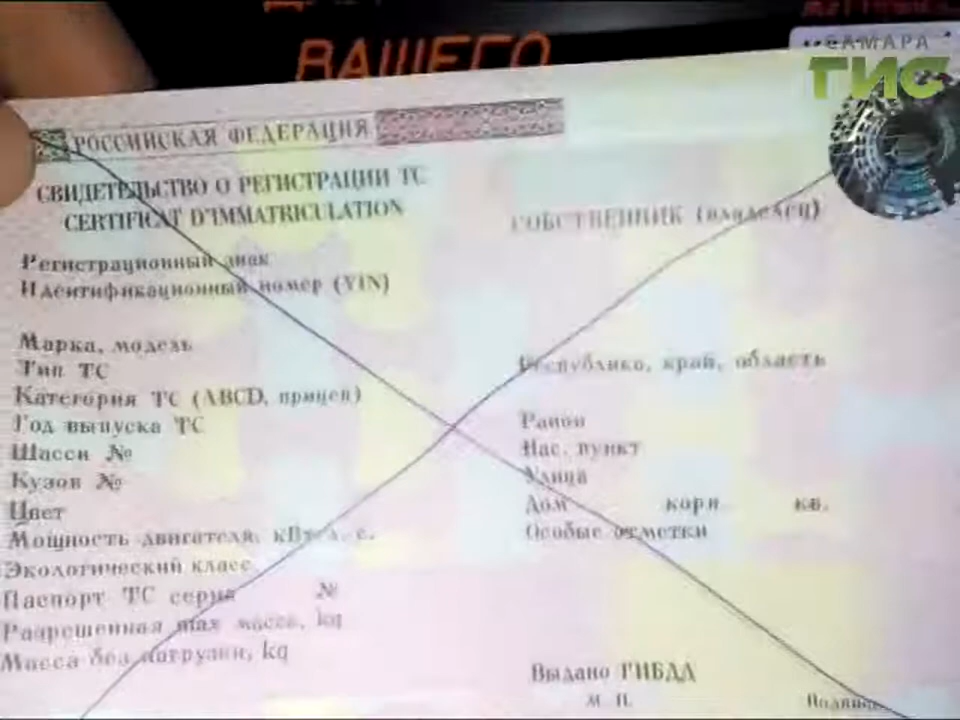 ВАШЕГО
САМАРА
ТИС
РОССИЙСКАЯ ФЕДЕРАЦИЯ
СВИДЕТЕЛЬСТВО О РЕГИСТРАЦИИ ТС
CERTIFICAT D'IMMATRICULATION
Регистрационный знак
Идентификационный номер (VIN)
Марка, модель
Тип ТС
Категория ТС (ABCD, прицеп)
Год выпуска ТС
Шасси №
Кузов №
Цвет
Мощность двигателя, кВт/л. с.
Экологический класс
Паспорт ТС серия №
Разрешенная max масса, kg
Масса без нагрузки, kg
СОБСТВЕННИК (владелец)
Республика, край, область
Район
Нас. пункт
Улица
Дом корп. кв.
Особые отметки
Выдано ГИБДД
М. П.